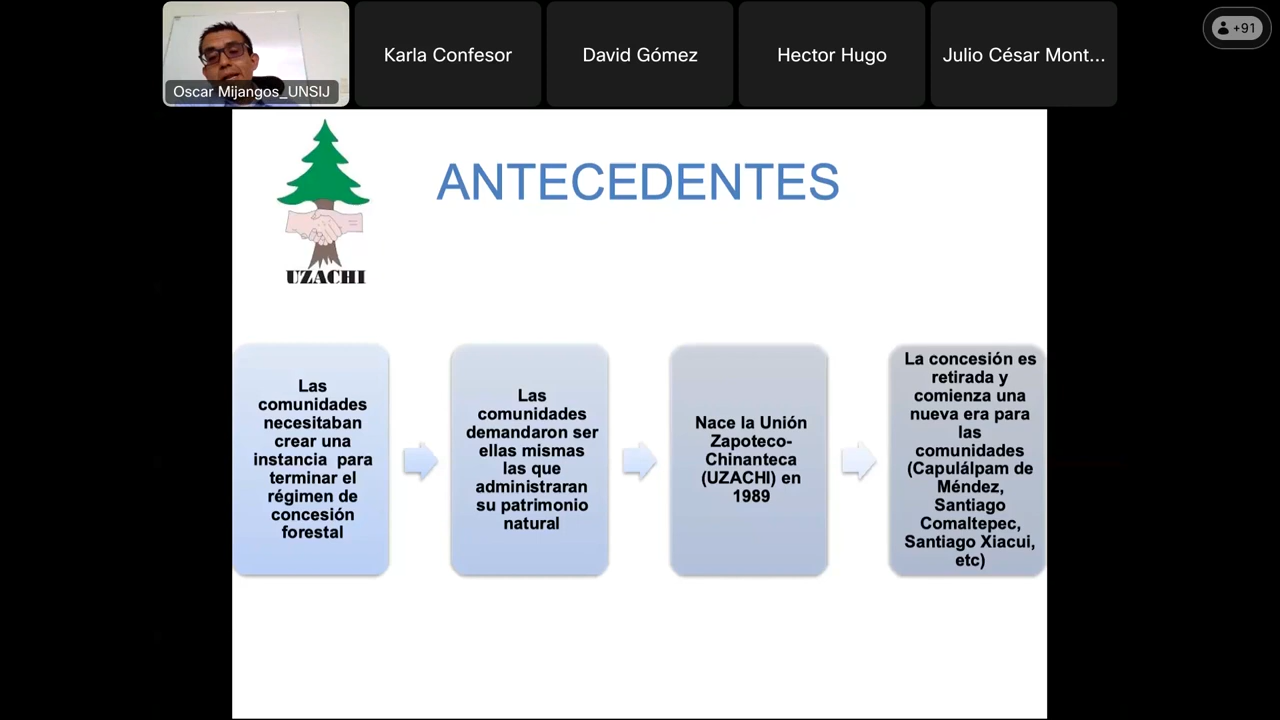 Oscar Mijangos_UNSIJ
Karla Confesor
David Gómez
Hector Hugo
Julio César Mont...
+91
UZACHI
ANTECEDENTES
Las
comunidades
necesitaban
crear una
instancia para
terminar el
régimen de
concesión
forestal
Las
comunidades
demandaron ser
ellas mismas
las que
administraran
su patrimonio
natural
Nace la Unión
Zapoteco-
Chinanteca
(UZACHI) en
1989
La concesión es
retirada y
comienza una
nueva era para
las
comunidades
(Capulálpam de
Méndez,
Santiago
Comaltepec,
Santiago Xiacui,
etc)